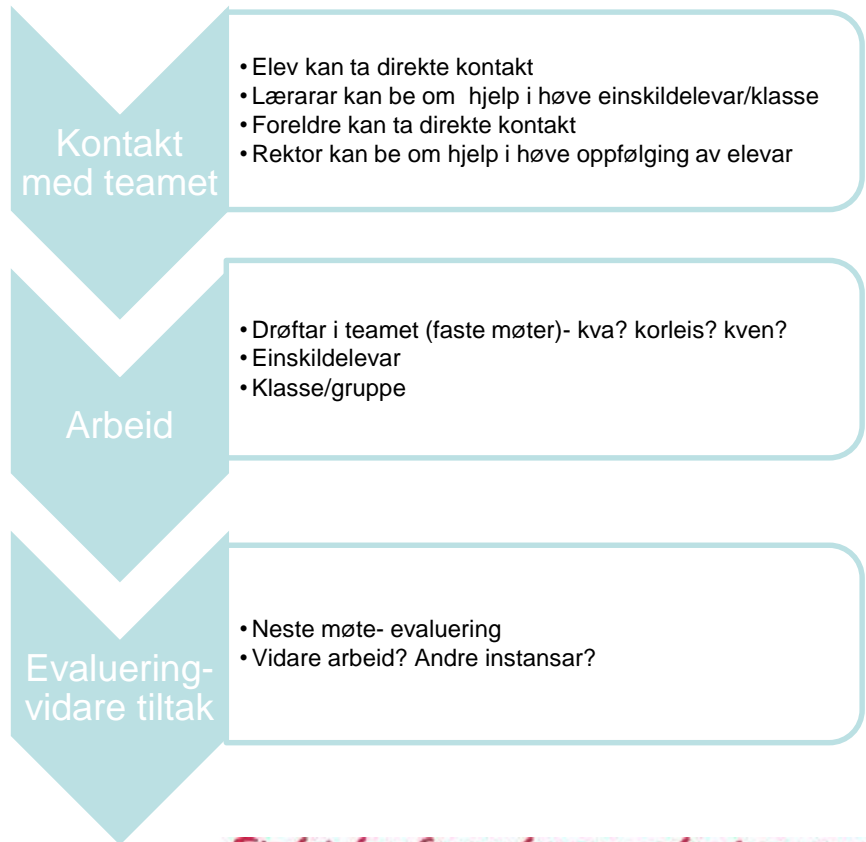 Kontakt
med teamet
• Elev kan ta direkte kontakt
• Lærarar kan be om  hjelp i høve einskildelevar/klasse
• Foreldre kan ta direkte kontakt
• Rektor kan be om hjelp i høve oppfølging av elevar
Arbeid
• Drøftar i teamet (faste møter)- kva? korleis? kven?
• Einskildelevar
• Klasse/gruppe
Evaluering-
vidare tiltak
• Neste møte- evaluering
• Vidare arbeid? Andre instansar?